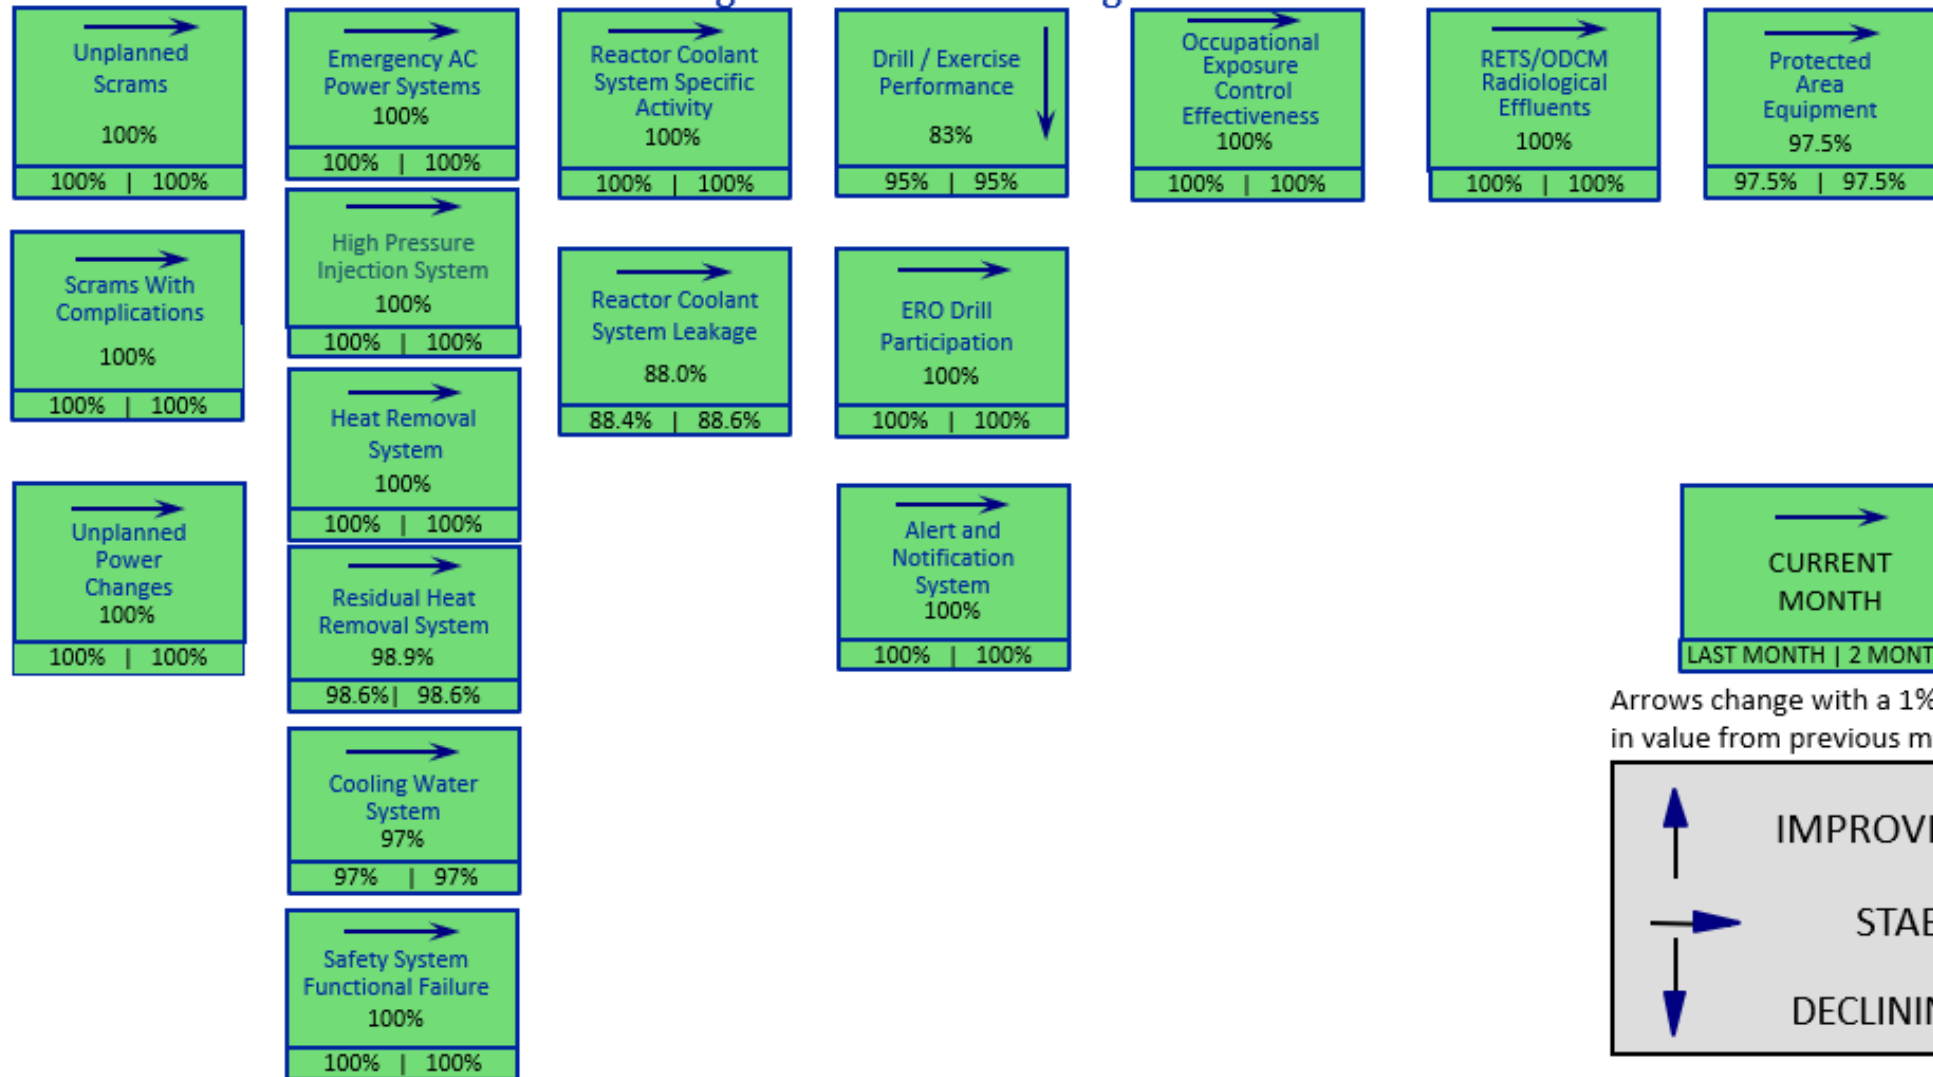 Unplanned
Scrams
100%
100% | 100%
Scrams With
Complications
100%
100% | 100%
Unplanned
Power
Changes
100%
100% | 100%
Emergency AC
Power Systems
100%
100% | 100%
High Pressure
Injection System
100%
100% | 100%
Heat Removal
System
100%
100% | 100%
Residual Heat
Removal System
98.9%
98.6%| 98.6%
Cooling Water
System
97%
97% | 97%
Safety System
Functional Failure
100%
100% | 100%
Reactor Coolant
System Specific
Activity
100%
100% | 100%
Reactor Coolant
System Leakage
88.0%
88.4% | 88.6%
Drill / Exercise
Performance
83%
95% | 95%
ERO Drill
Participation
100%
100% | 100%
Alert and
Notification
System
100%
100% | 100%
Occupational
Exposure
Control
Effectiveness
100%
100% | 100%
RETS/ODCM
Radiological
Effluents
100%
100% | 100%
Protected
Area
Equipment
97.5%
97.5% | 97.5%
CURRENT
MONTH
LAST MONTH | 2 MONT
Arrows change with a 1%
in value from previous m
IMPROVI
STAB
DECLININ